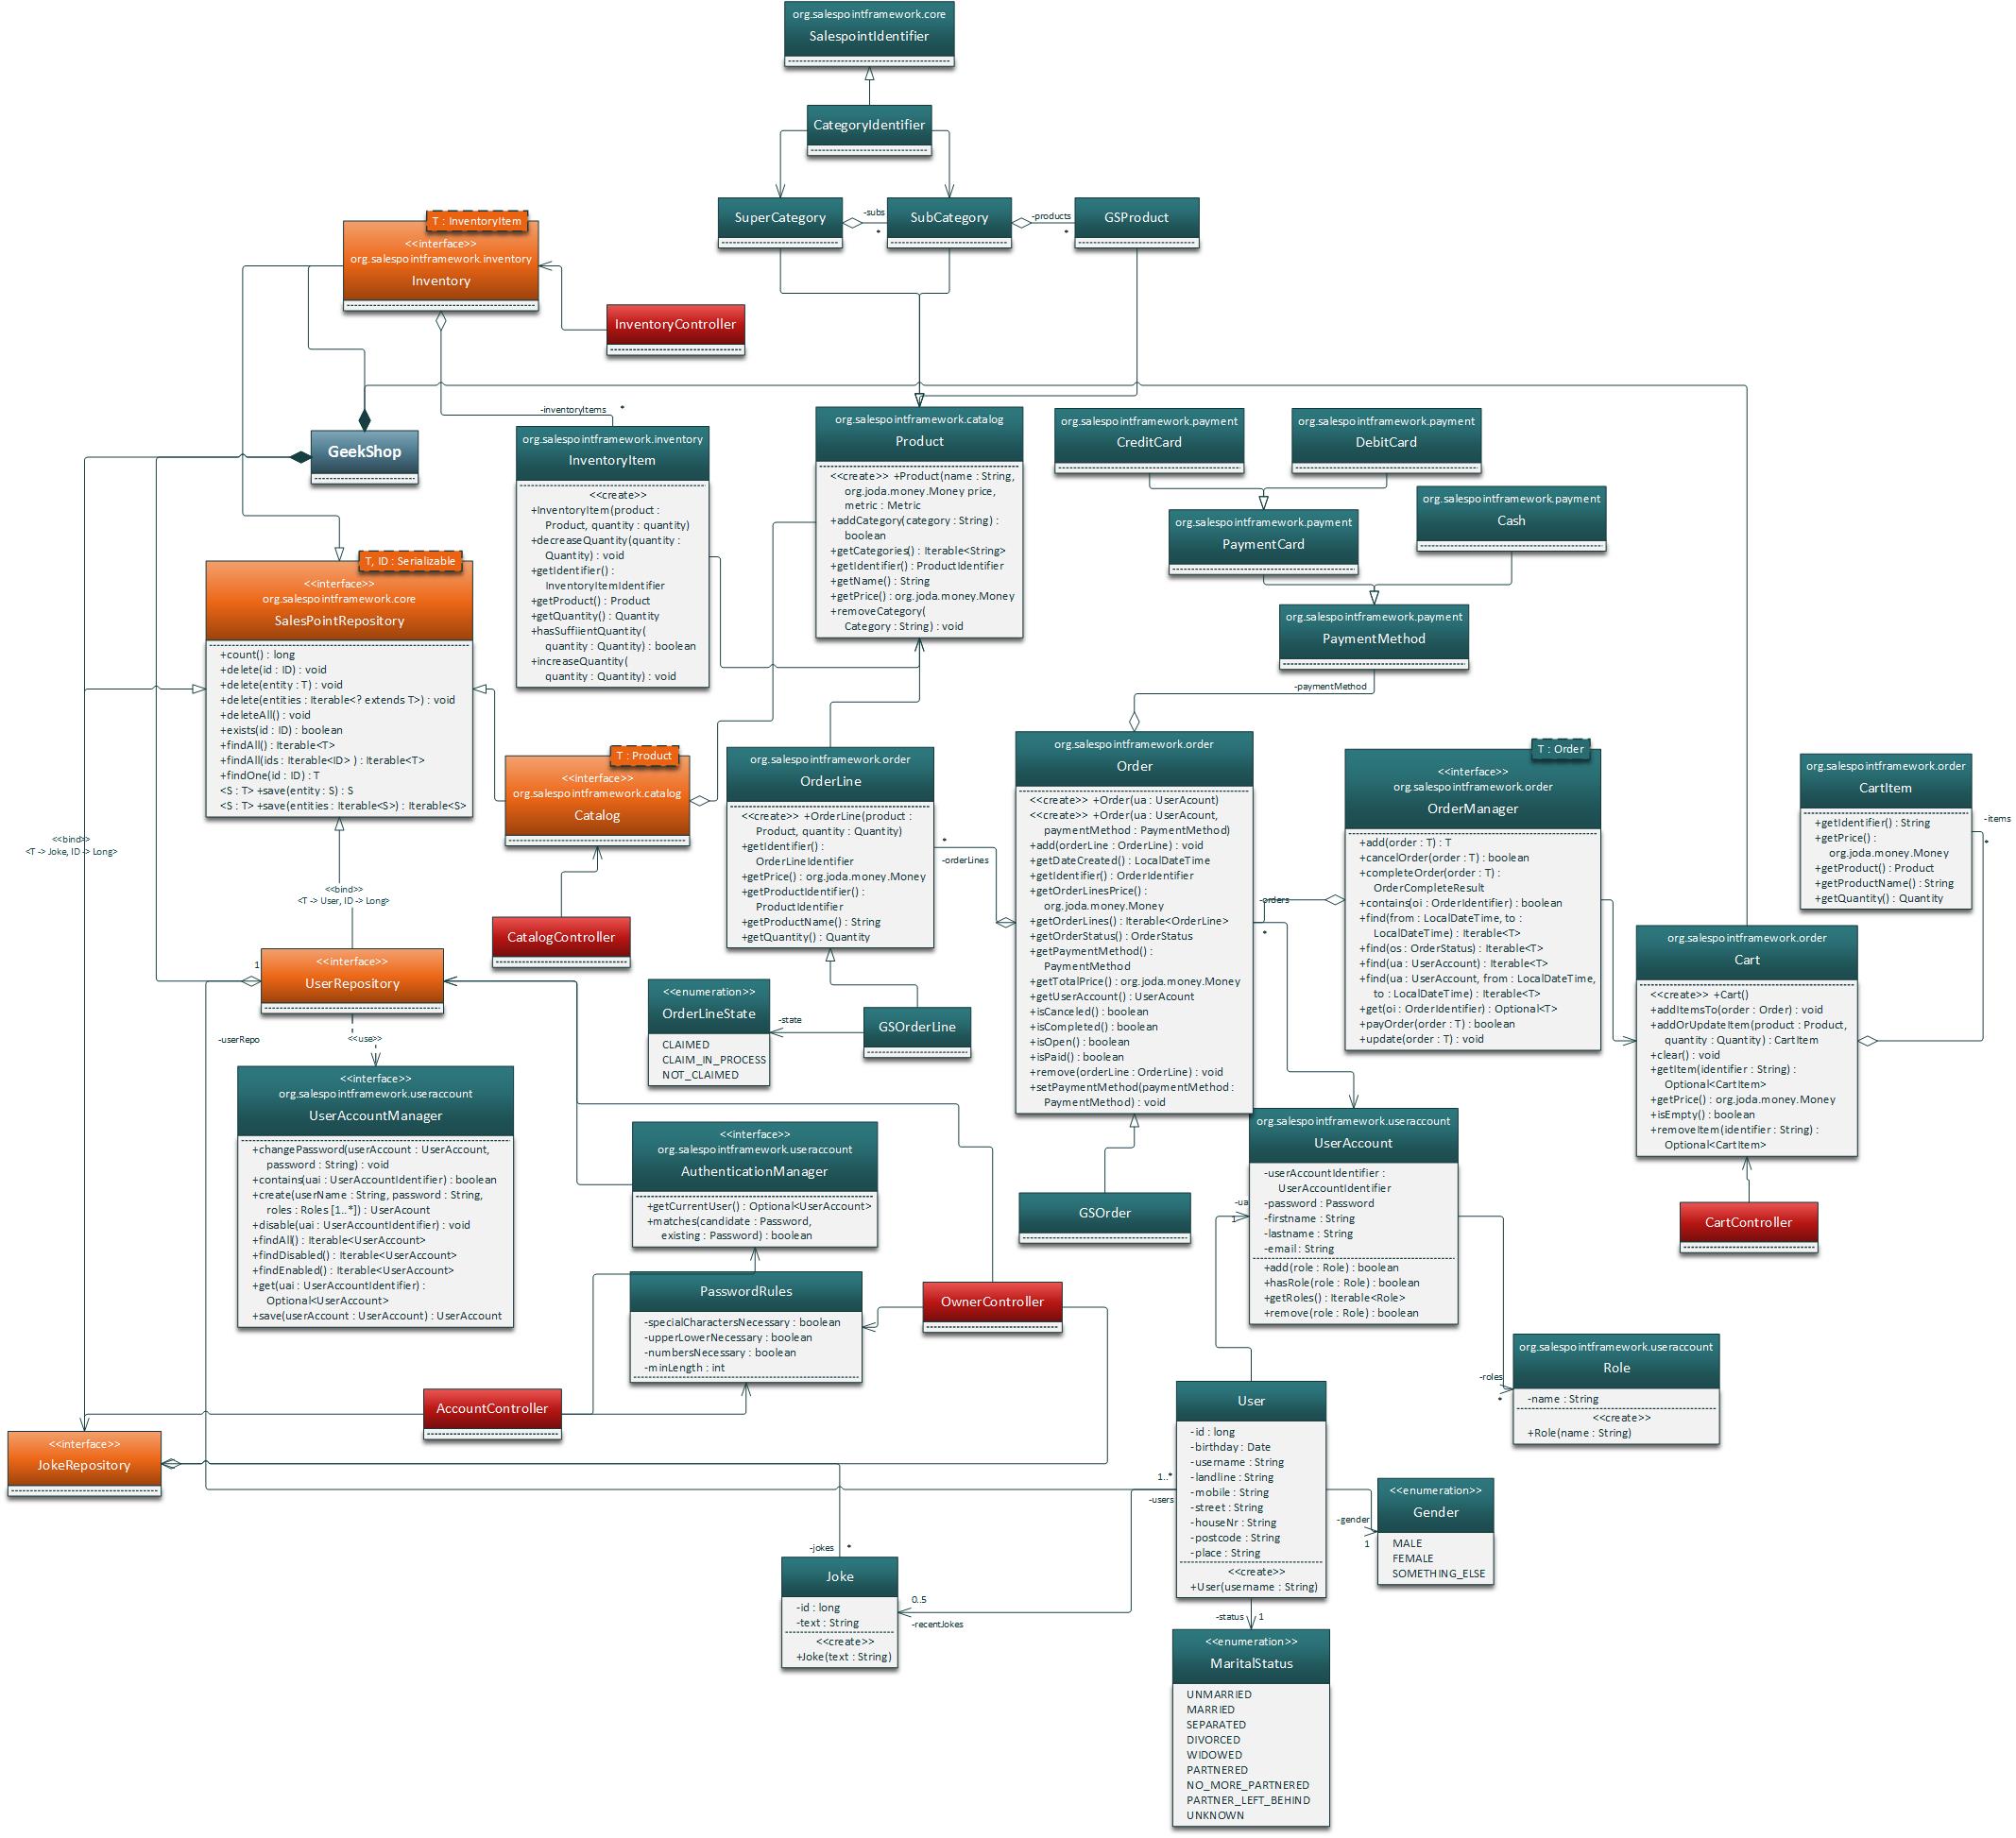 org.salespointframework.core
SalespointIdentifier
CategoryIdentifier
SuperCategory
-subs
*
SubCategory
-products
*
GSProduct
T : InventoryItem
<<interface>>
org.salespointframework.inventory
Inventory
InventoryController
-inventoryItems
*
GeekShop
org.salespointframework.inventory
InventoryItem
<<create>>
+InventoryItem(product :
Product, quantity : quantity)
+decreaseQuantity(quantity :
Quantity) : void
+getIdentifier() :
InventoryItemIdentifier
+getProduct() : Product
+getQuantity() : Quantity
+hasSuffiientQuantity(
quantity : Quantity) : boolean
+increaseQuantity(
quantity : Quantity) : void
org.salespointframework.catalog
Product
<<create>> +Product(name : String,
org.joda.money.Money price,
metric : Metric
+addCategory(category : String) :
boolean
+getCategories() : Iterable<String>
+getIdentifier() : ProductIdentifier
+getName() : String
+getPrice() : org.joda.money.Money
+removeCategory(
Category : String) : void
org.salespointframework.payment
CreditCard
org.salespointframework.payment
DebitCard
org.salespointframework.payment
Cash
org.salespointframework.payment
PaymentCard
org.salespointframework.payment
PaymentMethod
-paymentMethod
T, ID : Serializable
<<interface>>
org.salespointframework.core
SalesPointRepository
+count() : long
+delete(id : ID) : void
+delete(entity : T) : void
+delete(entities : Iterable<? extends T>) : void
+deleteAll() : void
+exists(id : ID) : boolean
+findAll() : Iterable<T>
+findAll(ids : Iterable<ID> ) : Iterable<T>
+findOne(id : ID) : T
<S : T> +save(entity : S) : S
<S : T> +save(entities : Iterable<S>) : Iterable<S>
<<bind>>
<T -> Joke, ID -> Long>
<<bind>>
<T -> User, ID -> Long>
T : Product
<<interface>>
org.salespointframework.catalog
Catalog
CatalogController
org.salespointframework.order
OrderLine
<<create>> +OrderLine(product :
Product, quantity : Quantity)
+getIdentifier() :
OrderLineIdentifier
+getPrice() : org.joda.money.Money
+getProductIdentifier() :
ProductIdentifier
+getProductName() : String
+getQuantity() : Quantity
*
-orderLines
org.salespointframework.order
Order
<<create>> +Order(ua : UserAcount)
<<create>> +Order(ua : UserAcount,
paymentMethod : PaymentMethod)
+add(orderLine : OrderLine) : void
+getDateCreated() : LocalDateTime
+getIdentifier() : OrderIdentifier
+getOrderLinesPrice() :
org.joda.money.Money
+getOrderLines() : Iterable<OrderLine>
+getOrderStatus() : OrderStatus
+getPaymentMethod() :
PaymentMethod
+getTotalPrice() : org.joda.money.Money
+getUserAccount() : UserAcount
+isCanceled() : boolean
+isCompleted() : boolean
+isOpen() : boolean
+isPaid() : boolean
+remove(orderLine : OrderLine) : void
+setPaymentMethod(paymentMethod :
PaymentMethod) : void
-orders
*
T : Order
<<interface>>
org.salespointframework.order
OrderManager
+add(order : T) : T
+cancelOrder(order : T) : boolean
+completeOrder(order : T) :
OrderCompleteResult
+contains(oi : OrderIdentifier) : boolean
+find(from : LocalDateTime, to :
LocalDateTime) : Iterable<T>
+find(os : OrderStatus) : Iterable<T>
+find(ua : UserAccount) : Iterable<T>
+find(ua : UserAccount, from : LocalDateTime,
to : LocalDateTime) : Iterable<T>
+get(oi : OrderIdentifier) : Optional<T>
+payOrder(order : T) : boolean
+update(order : T) : void
org.salespointframework.order
CartItem
+getIdentifier() : String
+getPrice() :
org.joda.money.Money
+getProduct() : Product
+getProductName() : String
+getQuantity() : Quantity
-items
*
org.salespointframework.order
Cart
<<create>> +Cart()
+addItemsTo(order : Order) : void
+addOrUpdateItem(product : Product,
quantity : Quantity) : CartItem
+clear() : void
+getItem(identifier : String) :
Optional<CartItem>
+getPrice() : org.joda.money.Money
+isEmpty() : boolean
+removeItem(identifier : String) :
Optional<CartItem>
CartController
1
<<interface>>
UserRepository
-userRepo
<<use>>
<<enumeration>>
OrderLineState
CLAIMED
CLAIM_IN_PROCESS
NOT_CLAIMED
-state
GSOrderLine
<<interface>>
org.salespointframework.useraccount
UserAccountManager
+changePassword(userAccount : UserAccount,
password : String) : void
+contains(uai : UserAccountIdentifier) : boolean
+create(userName : String, password : String,
roles : Roles [1..*]) : UserAcount
+disable(uai : UserAccountIdentifier) : void
+findAll() : Iterable<UserAccount>
+findDisabled() : Iterable<UserAccount>
+findEnabled() : Iterable<UserAccount>
+get(uai : UserAccountIdentifier) :
Optional<UserAccount>
+save(userAccount : UserAccount) : UserAccount
<<interface>>
org.salespointframework.useraccount
AuthenticationManager
+getCurrentUser() : Optional<UserAccount>
+matches(candidate : Password,
existing : Password) : boolean
PasswordRules
-specialCharactersNecessary : boolean
-upperLowerNecessary : boolean
-numbersNecessary : boolean
-minLength : int
OwnerController
GSOrder
org.salespointframework.useraccount
UserAccount
-userAccountIdentifier :
UserAccountIdentifier
-password : Password
-firstname : String
-lastname : String
-email : String
+add(role : Role) : boolean
+hasRole(role : Role) : boolean
+getRoles() : Iterable<Role>
+remove(role : Role) : boolean
-ua
1
org.salespointframework.useraccount
Role
-name : String
<<create>>
+Role(name : String)
-roles
*
AccountController
<<interface>>
JokeRepository
User
-id : long
-birthday : Date
-username : String
-landline : String
-mobile : String
-street : String
-houseNr : String
-postcode : String
-place : String
<<create>>
+User(username : String)
1..*
-users
-gender
1
<<enumeration>>
Gender
MALE
FEMALE
SOMETHING_ELSE
-jokes
*
Joke
-id : long
-text : String
<<create>>
+Joke(text : String)
0..5
-recentJokes
-status
1
<<enumeration>>
MaritalStatus
UNMARRIED
MARRIED
SEPARATED
DIVORCED
WIDOWED
PARTNERED
NO_MORE_PARTNERED
PARTNER_LEFT_BEHIND
UNKNOWN